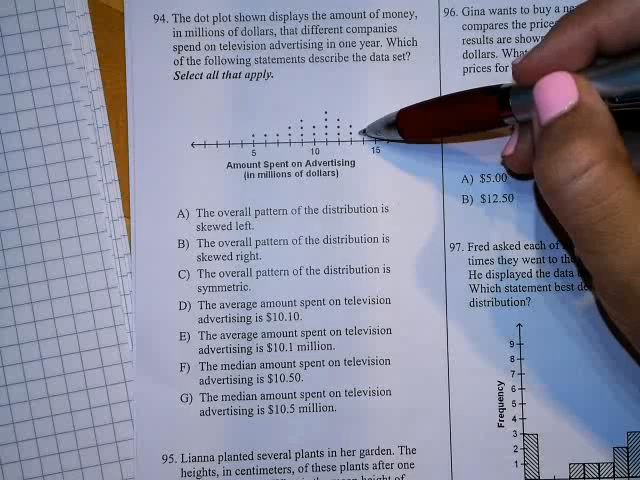 94. The dot plot shown displays the amount of money,
in millions of dollars, that different companies
spend on television advertising in one year. Which
of the following statements describe the data set?
Select all that apply.
5 10 15
Amount Spent on Advertising
(in millions of dollars)
A) The overall pattern of the distribution is
skewed left.
B) The overall pattern of the distribution is
skewed right.
C) The overall pattern of the distribution is
symmetric.
D) The average amount spent on television
advertising is $10.10.
E) The average amount spent on television
advertising is $10.1 million.
F) The median amount spent on television
advertising is $10.50.
G) The median amount spent on television
advertising is $10.5 million.
95. Lianna planted several plants in her garden. The
heights, in centimeters, of these plants after one
96. Gina wants to buy a
compares the
results are
dollars.
prices for
A) $5.00
B) $12.50
97. Fred asked each of
times they went to the
He displayed the data
Which statement best
distribution?
Frequency
9
8
7
6
5
4
3
2
1